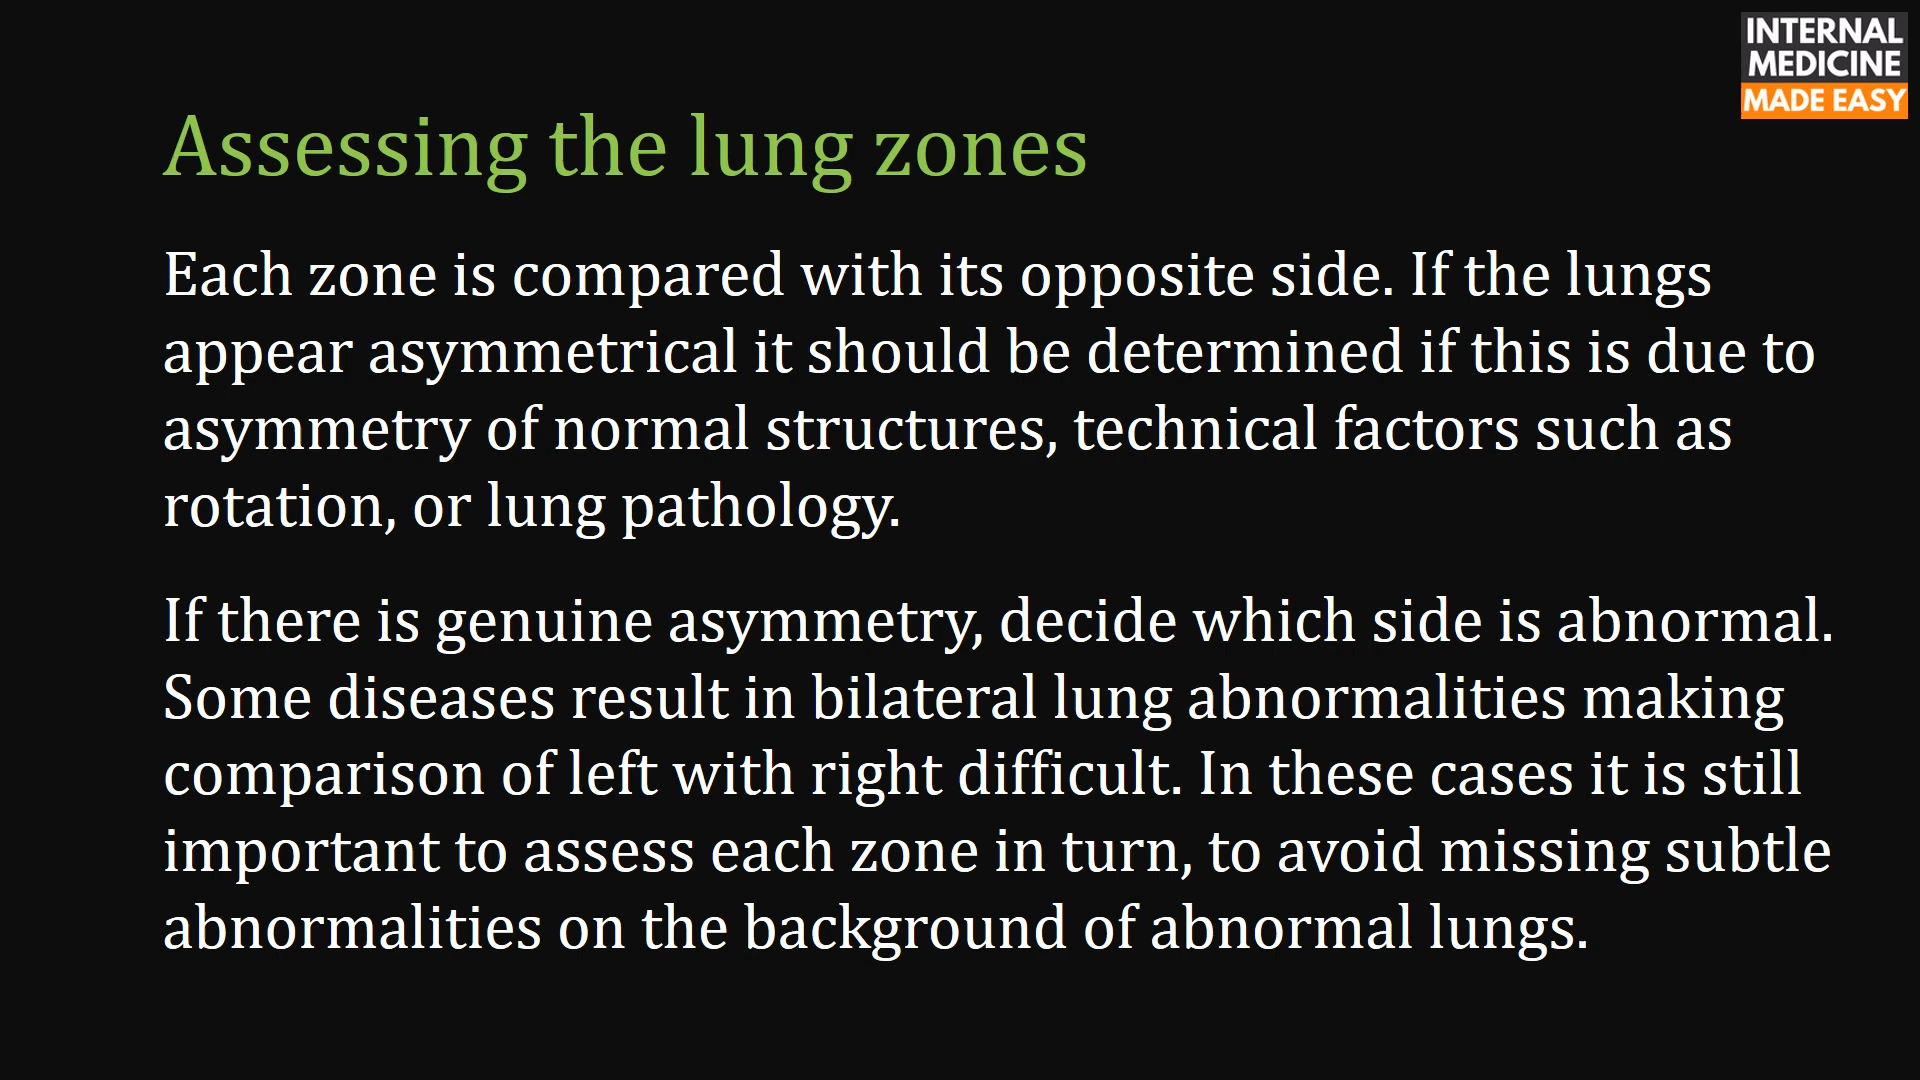 INTERNAL
MEDICINE
MADE EASY
Assessing the lung zones
Each zone is compared with its opposite side. If the lungs
appear asymmetrical it should be determined if this is due to
asymmetry of normal structures, technical factors such as
rotation, or lung pathology.
If there is genuine asymmetry, decide which side is abnormal.
Some diseases result in bilateral lung abnormalities making
comparison of left with right difficult. In these cases it is still
important to assess each zone in turn, to avoid missing subtle
abnormalities on the background of abnormal lungs.